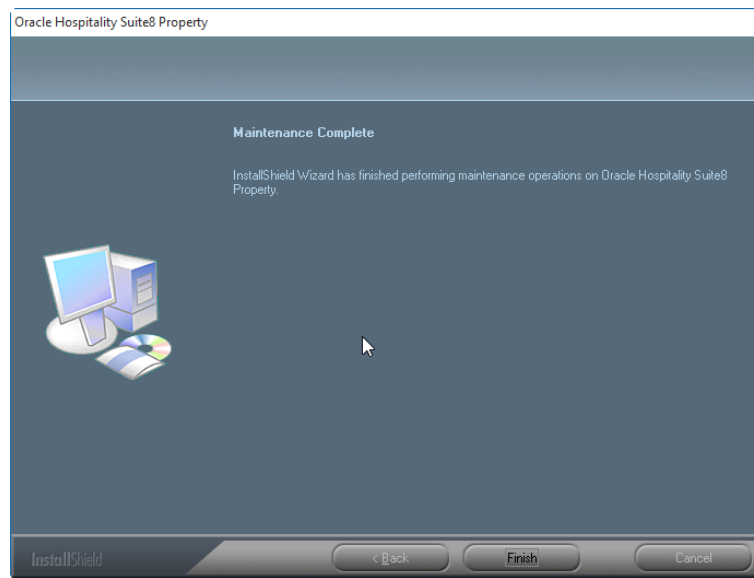 Oracle Hospitality Suite8 Property
Maintenance Complete
InstallShield Wizard has finished performing maintenance operations on Oracle Hospitality Suite8
Property.
InstallShield
< Back
Finish
Cancel